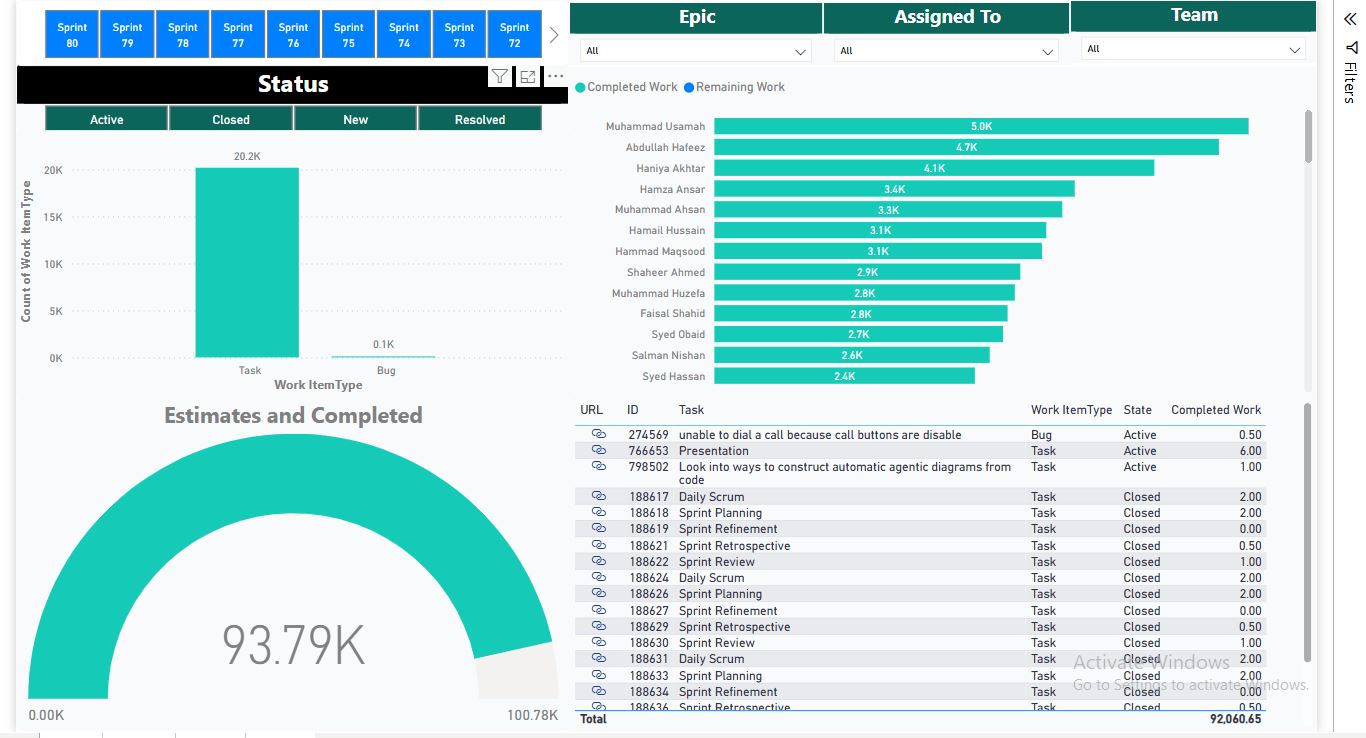 Sprint 80
Sprint 79
Sprint 78
Sprint 77
Sprint 76
Sprint 75
Sprint 74
Sprint 73
Sprint 72
Epic
All
Assigned To
All
Team
All
Filters
Status
Active
Closed
New
Resolved
Count of Work ItemType
20K
15K
10K
5K
0K
20.2K
0.1K
Task
Bug
Work ItemType
Completed Work
Remaining Work
Muhammad Usamah 5.0K
Abdullah Hafeez 4.7K
Haniya Akhtar 4.1K
Hamza Ansar 3.4K
Muhammad Ahsan 3.3K
Hamail Hussain 3.1K
Hammad Maqsood 3.1K
Shaheer Ahmed 2.9K
Muhammad Huzefa 2.8K
Faisal Shahid 2.8K
Syed Obaid 2.7K
Salman Nishan 2.6K
Syed Hassan 2.4K
Estimates and Completed
93.79K
0.00K
100.78K
URL ID Task Work ItemType State Completed Work
274569 unable to dial a call because call buttons are disable Bug Active 0.50
766653 Presentation Task Active 6.00
798502 Look into ways to construct automatic agentic diagrams from Task Active 1.00
code
188617 Daily Scrum Task Closed 2.00
188618 Sprint Planning Task Closed 2.00
188619 Sprint Refinement Task Closed 0.00
188621 Sprint Retrospective Task Closed 0.50
188622 Sprint Review Task Closed 1.00
188624 Daily Scrum Task Closed 2.00
188626 Sprint Planning Task Closed 2.00
188627 Sprint Refinement Task Closed 0.00
188629 Sprint Retrospective Task Closed 0.50
188630 Sprint Review Task Closed 1.00
188631 Daily Scrum Task Closed 2.00
188633 Sprint Planning Task Closed 2.00
188634 Sprint Refinement Task Closed 0.00
188636 Sprint Retrospective Task Closed 0.50
Total 92,060.65
Activate Windows
Go to Settings to activate Windows.